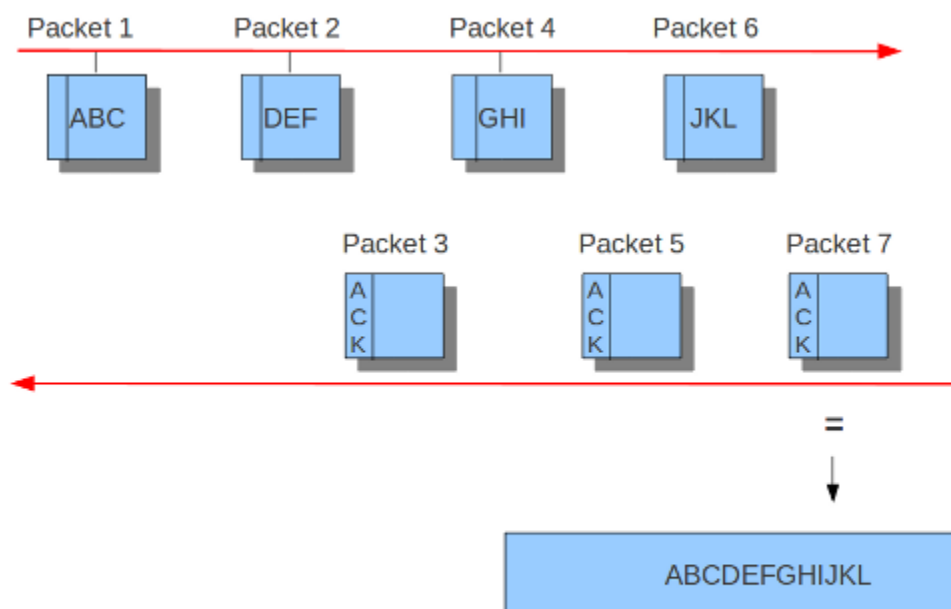 Packet 1 Packet 2 Packet 4 Packet 6
ABC DEF GHI JKL
Packet 3 Packet 5 Packet 7
A A A
C C C
K K K
=
ABCDEFGHIJKL